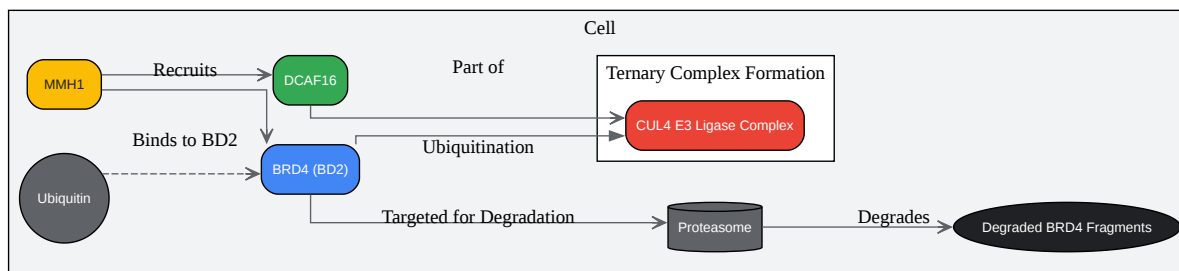 Cell
MMH1
Recruits
DCAF16
Part of
Ternary Complex Formation
CUL4 E3 Ligase Complex
Binds to BD2
BRD4 (BD2)
Ubiquitination
Ubiquitin
Targeted for Degradation
Proteasome
Degrades
Degraded BRD4 Fragments